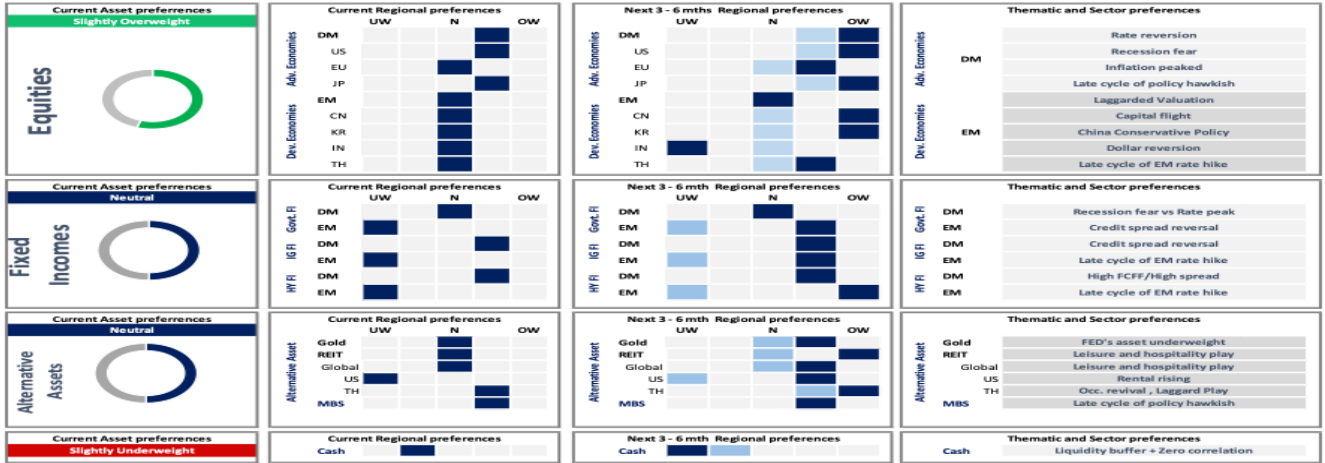 Current Asset preferrences
Slightly Overweight
Equities
Current Regional preferences
UW N OW
Adv. Economies
DM
US
EU
JP
Dev. Economies
EM
CN
KR
IN
TH
Next 3 - 6 mths Regional preferences
UW N OW
Adv. Economies
DM
US
EU
JP
Dev. Economies
EM
CN
KR
IN
TH
Thematic and Sector preferences
Adv. Economies
DM
Rate reversion
Recession fear
Inflation peaked
Late cycle of policy hawkish
Dev. Economies
EM
Laggarded Valuation
Capital flight
China Conservative Policy
Dollar reversion
Late cycle of EM rate hike
Current Asset preferrences
Neutral
Fixed
Incomes
Current Regional preferences
UW N OW
Govt. FI
DM
EM
IG FI
DM
EM
HY FI
DM
EM
Next 3 - 6 mth Regional preferences
UW N OW
Govt. FI
DM
EM
IG FI
DM
EM
HY FI
DM
EM
Thematic and Sector preferences
Govt. FI
DM Recession fear vs Rate peak
EM Credit spread reversal
IG FI
DM Credit spread reversal
EM Late cycle of EM rate hike
HY FI
DM High FCFF/High spread
EM Late cycle of EM rate hike
Current Asset preferrences
Neutral
Alternative
Assets
Current Regional preferences
UW N OW
Alternative Asset
Gold
REIT
Global
US
TH
MBS
Next 3 - 6 mth Regional preferences
UW N OW
Alternative Asset
Gold
REIT
Global
US
TH
MBS
Thematic and Sector preferences
Alternative Asset
Gold FED's asset underweight
REIT Leisure and hospitality play
Global Leisure and hospitality play
US Rental rising
TH Occ. revival , Laggard Play
MBS Late cycle of policy hawkish
Current Asset preferrences
Slightly Underweight
Current Regional preferences
Cash
Next 3 - 6 mth Regional preferences
Cash
Thematic and Sector preferences
Cash Liquidity buffer + Zero correlation